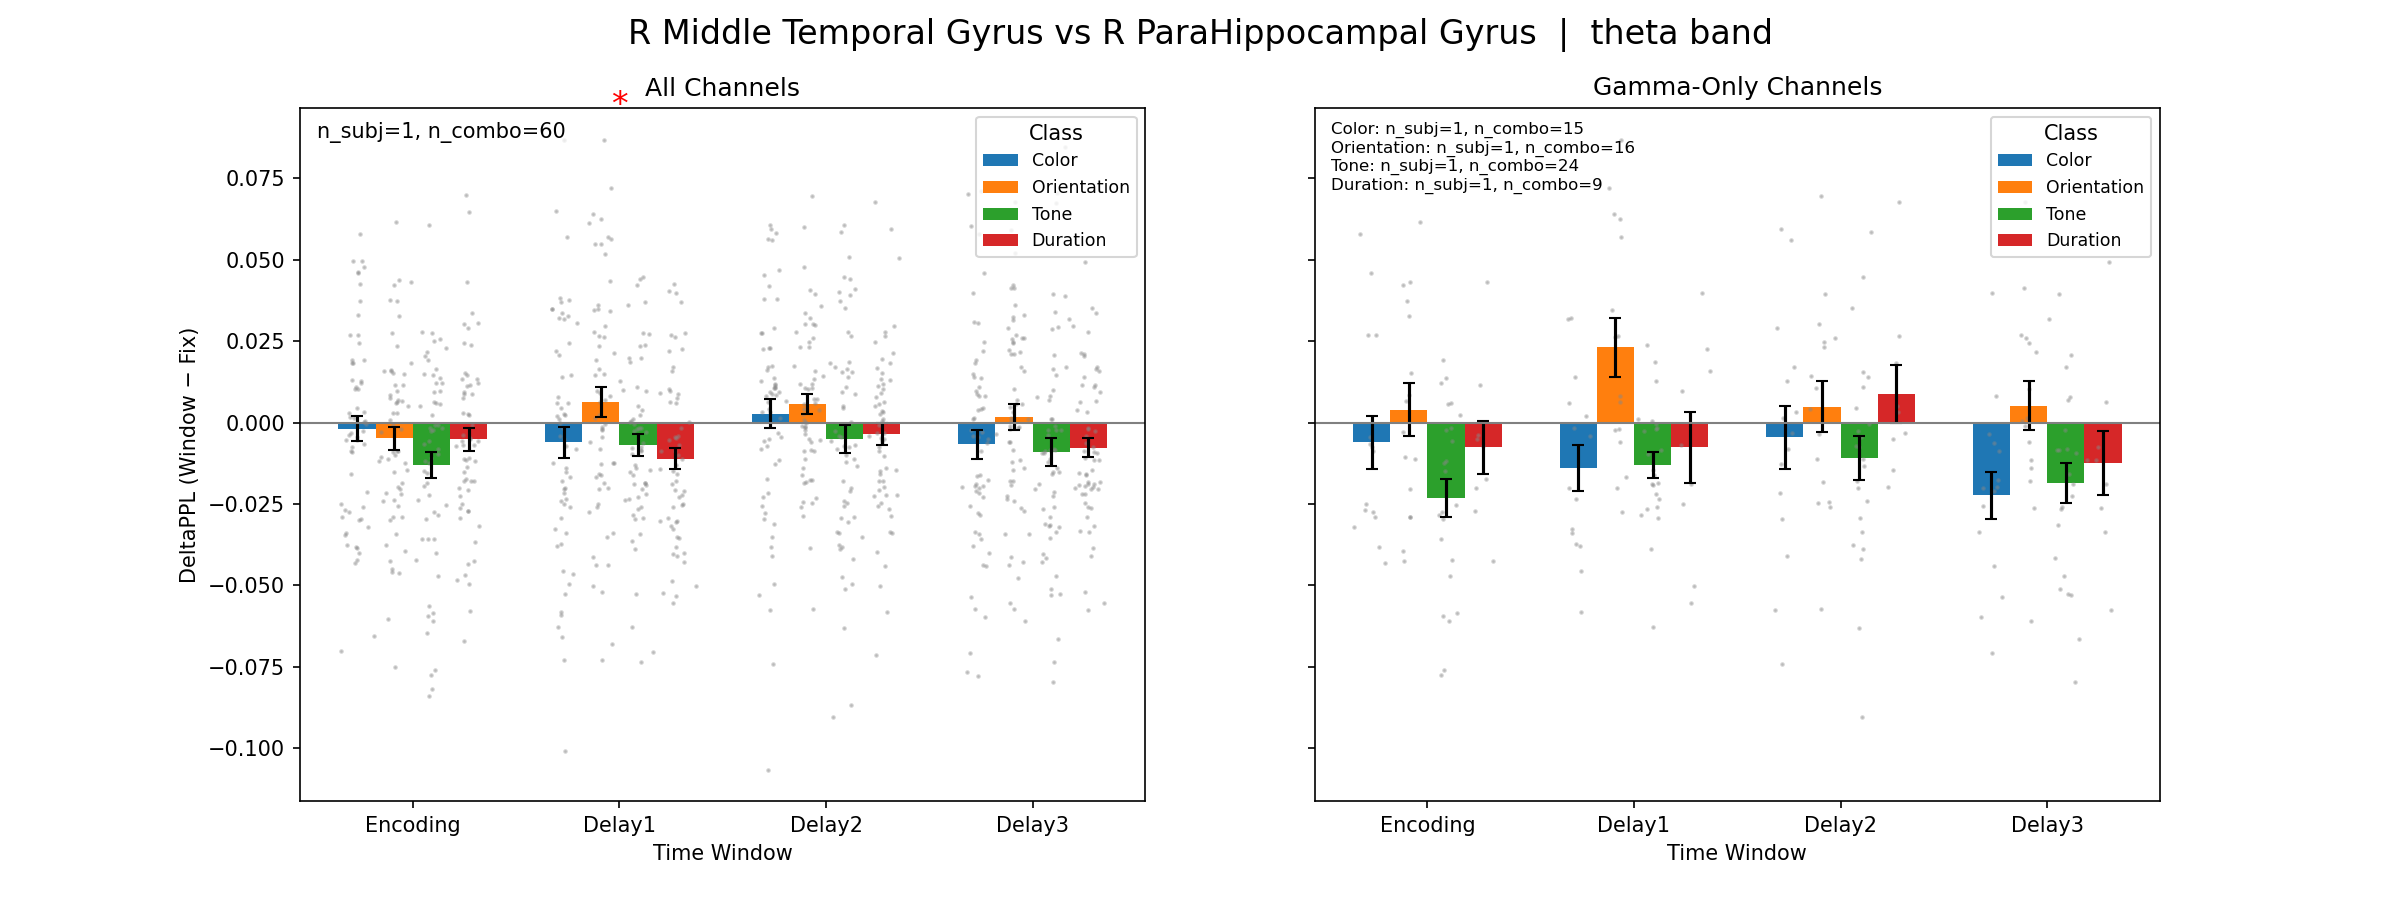 R Middle Temporal Gyrus vs R ParaHippocampal Gyrus | theta band
All Channels
*
n_subj=1, n_combo=60
Class
Color
Orientation
Tone
Duration
DeltaPPL (Window − Fix)
0.075
0.050
0.025
0.000
−0.025
−0.050
−0.075
−0.100
Encoding
Delay1
Delay2
Delay3
Time Window
Gamma-Only Channels
Color: n_subj=1, n_combo=15
Orientation: n_subj=1, n_combo=16
Tone: n_subj=1, n_combo=24
Duration: n_subj=1, n_combo=9
Class
Color
Orientation
Tone
Duration
Encoding
Delay1
Delay2
Delay3
Time Window